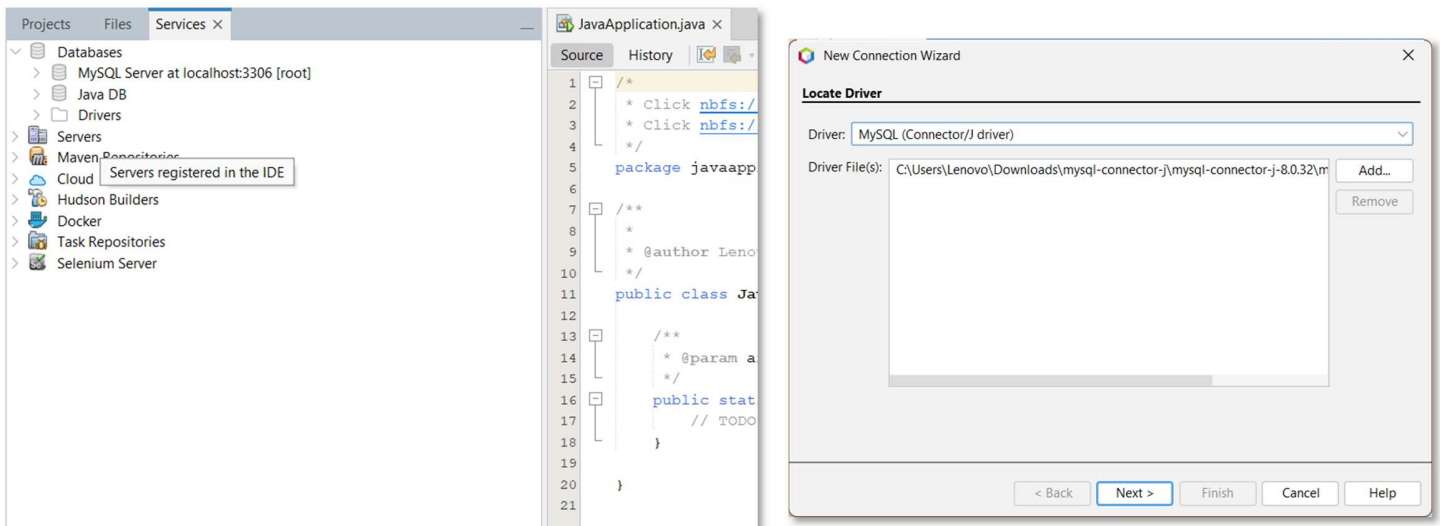 Projects Files Services ×
Databases
MySQL Server at localhost:3306 [root]
Java DB
Drivers
Servers
Maven Repositories
Cloud
Servers registered in the IDE
Hudson Builders
Docker
Task Repositories
Selenium Server
JavaApplication.java ×
Source History
1 /*
2 * Click nbfs:/
3 * Click nbfs:/
4 */
5 package javaapp
6
7 /**
8 *
9 * @author Leno
10 */
11 public class Ja
12
13 /**
14 * @param a
15 */
16 public stat
17 // TODO
18 }
19
20 }
21
New Connection Wizard
Locate Driver
Driver: MySQL (Connector/J driver)
Driver File(s): C:\Users\Lenovo\Downloads\mysql-connector-j\mysql-connector-j-8.0.32\m
Add...
Remove
< Back Next > Finish Cancel Help